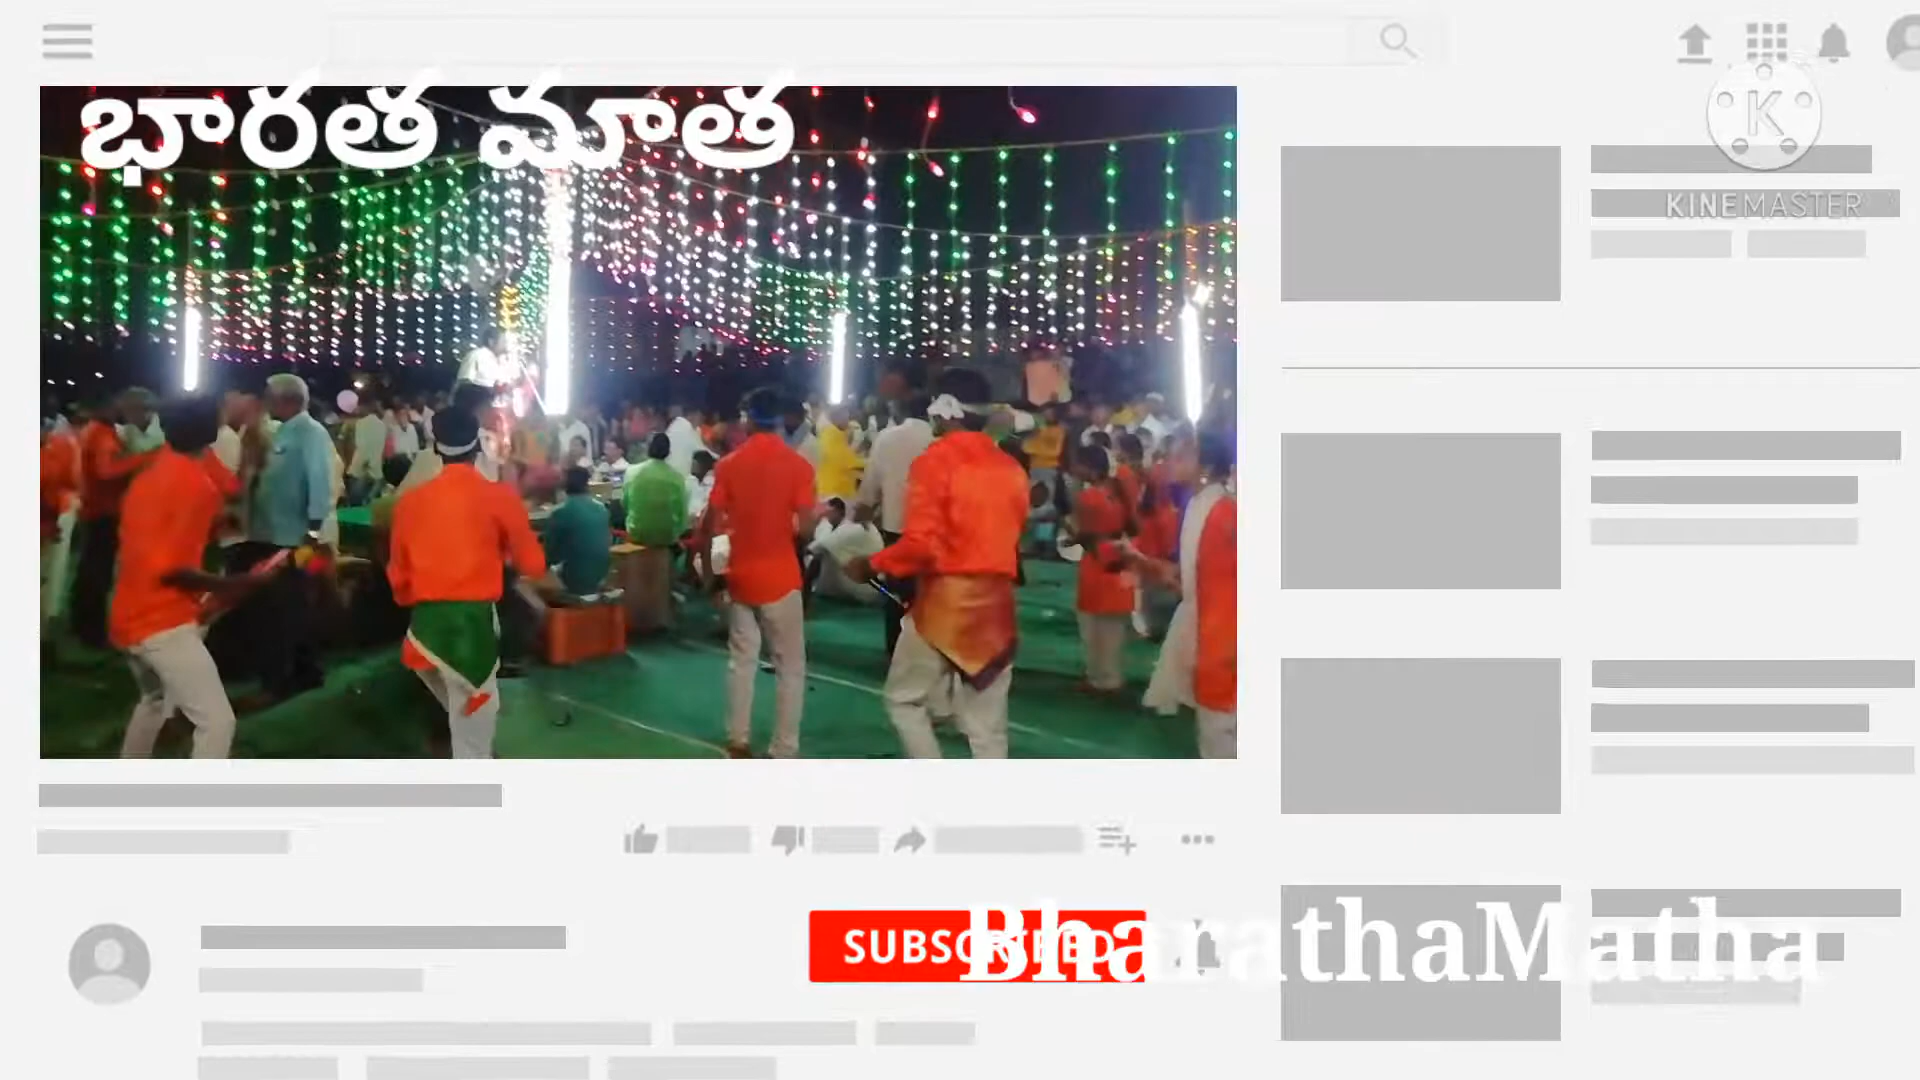 భారత మాత
K
KINEMASTER
SUBSCRIBED
BharathaMatha